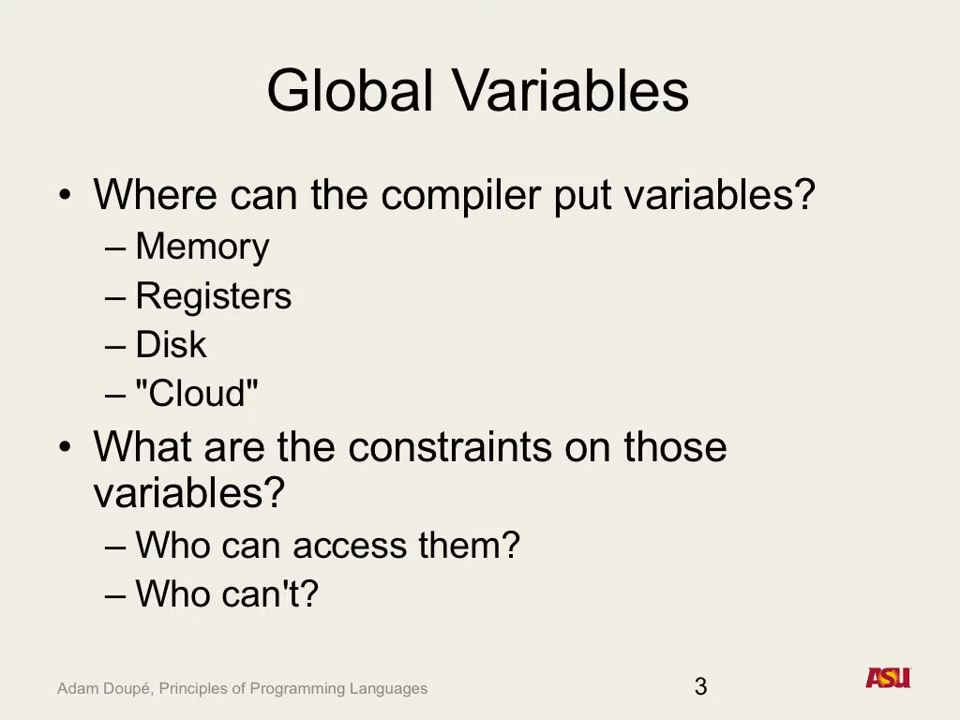 Global Variables
• Where can the compiler put variables?
– Memory
– Registers
– Disk
– "Cloud"
• What are the constraints on those
variables?
– Who can access them?
– Who can't?
Adam Doupé, Principles of Programming Languages
3
ASU